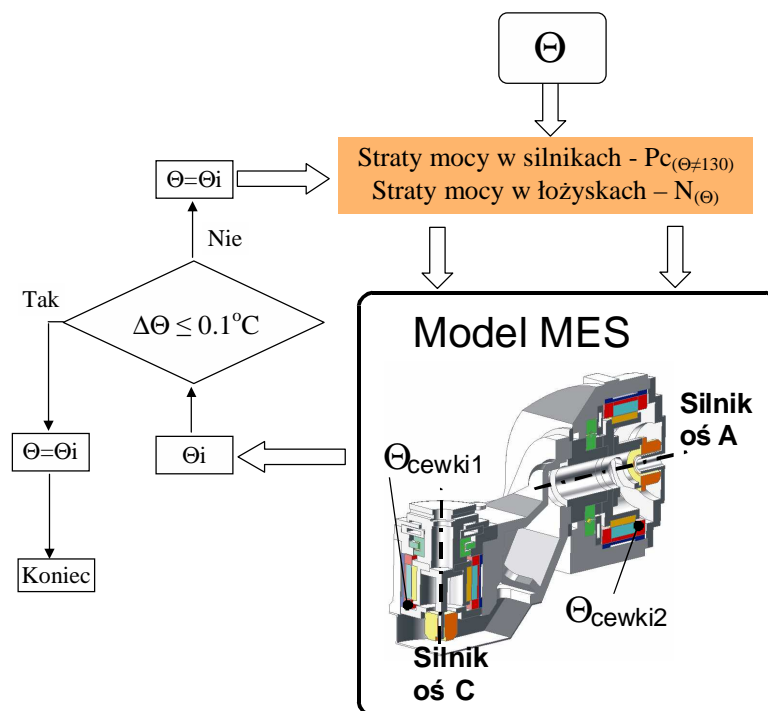 Θ
Straty mocy w silnikach - Pc(Θ≠130)
Straty mocy w łożyskach – N(Θ)
Θ=Θi
Nie
Tak
ΔΘ ≤ 0.1°C
Θi
Θ=Θi
Koniec
Model MES
Silnik
oś A
Θcewki1
Θcewki2
Silnik
oś C